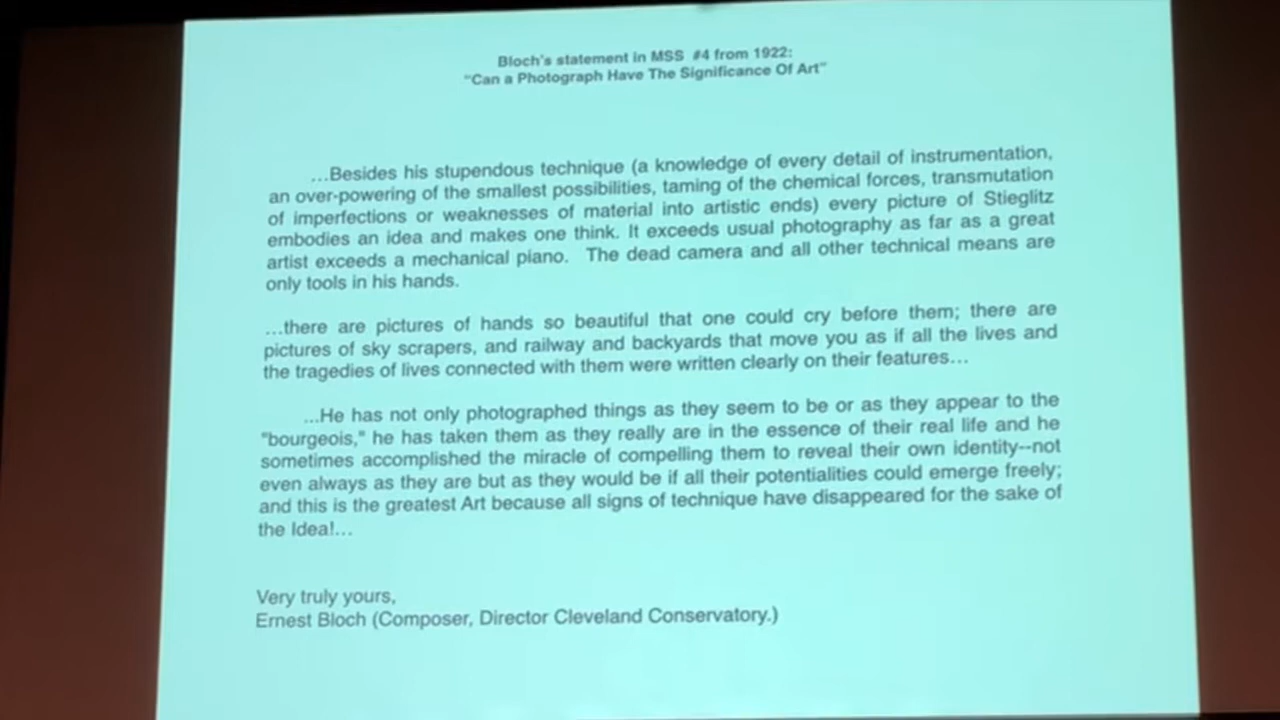 Bloch's statement in MSS #4 from 1922:
"Can a Photograph Have The Significance Of Art"
...Besides his stupendous technique (a knowledge of every detail of instrumentation,
an over-powering of the smallest possibilities, taming of the chemical forces, transmutation
of imperfections or weaknesses of material into artistic ends) every picture of Stieglitz
embodies an idea and makes one think. It exceeds usual photography as far as a great
artist exceeds a mechanical piano. The dead camera and all other technical means are
only tools in his hands.
...there are pictures of hands so beautiful that one could cry before them; there are
pictures of sky scrapers, and railway and backyards that move you as if all the lives and
the tragedies of lives connected with them were written clearly on their features...
...He has not only photographed things as they seem to be or as they appear to the
"bourgeois," he has taken them as they really are in the essence of their real life and he
sometimes accomplished the miracle of compelling them to reveal their own identity--not
even always as they are but as they would be if all their potentialities could emerge freely;
and this is the greatest Art because all signs of technique have disappeared for the sake of
the Idea!...
Very truly yours,
Ernest Bloch (Composer, Director Cleveland Conservatory.)